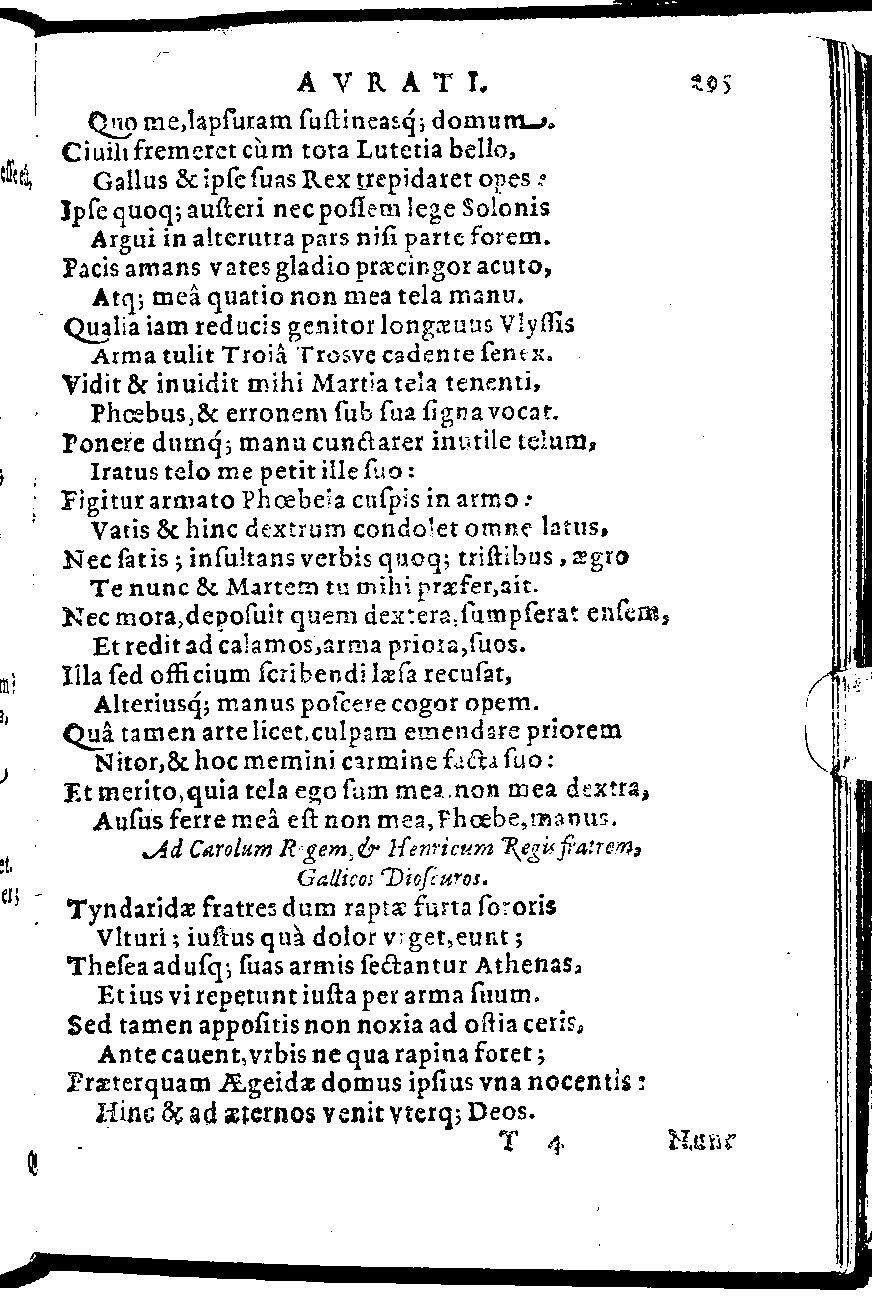 AVRATI. 295
Quo me, lapſuram ſuſtineasq́; domum.
Ciuili fremeret cùm tota Lutetia bello,
Gallus & ipſe ſuas Rex trepidaret opes:
Ipſe quoq; auſteri nec poſſem lege Solonis
Argui in alterutra pars niſi parte forem.
Pacis amans vates gladio præcingor acuto,
Atq; meâ quatio non mea tela manu.
Qualia iam reducis genitor longæuus Vlyſſis
Arma tulit Troiâ Trosve cadente ſenex.
Vidit & inuidit mihi Martia tela tenenti,
Phœbus, & erronem ſub ſua ſigna vocat.
Ponere dumq́; manu cunctarer inutile telum,
Iratus telo me petit ille ſuo:
Figitur armato Phœbeia cuſpis in armo:
Vatis & hinc dextrum condolet omne latus,
Nec ſatis; inſultans verbis quoq; triſtibus, ægro
Te nunc & Martem tu mihi præfer, ait.
Nec mora, depoſuit quem dextera, ſumpſerat enſem,
Et redit ad calamos, arma priora, ſuos.
Illa ſed officium ſcribendi læſa recuſat,
Alteriusq́; manus poſcere cogor opem.
Quâ tamen arte licet, culpam emendare priorem
Nitor, & hoc memini carmine facta ſuo:
Et merito, quia tela ego ſum mea, non mea dextra,
Auſus ferre meâ eſt non mea, Phœbe, manus.
Ad Carolum Regem, & Henricum Regis fratrem,
Gallicos Dioſcuros.
Tyndaridæ fratres dum raptæ furta ſororis
Vlturi; iuſtus quà dolor vrget, eunt;
Theſea aduſq; ſuas armis ſectantur Athenas,
Et ius vi repetunt iuſta per arma ſuum.
Sed tamen appoſitis non noxia ad oſtia ceris,
Ante cauent, vrbis ne qua rapina foret;
Præterquam Ægeidæ domus ipſius vna nocentis:
Hinc & ad æternos venit vterq; Deos.
T 4 Nunc